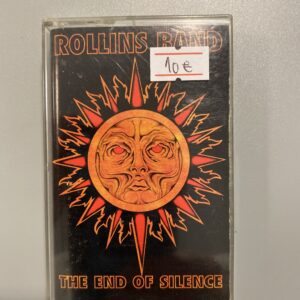 ROLLINS BAND
10€
THE END OF SILENCE